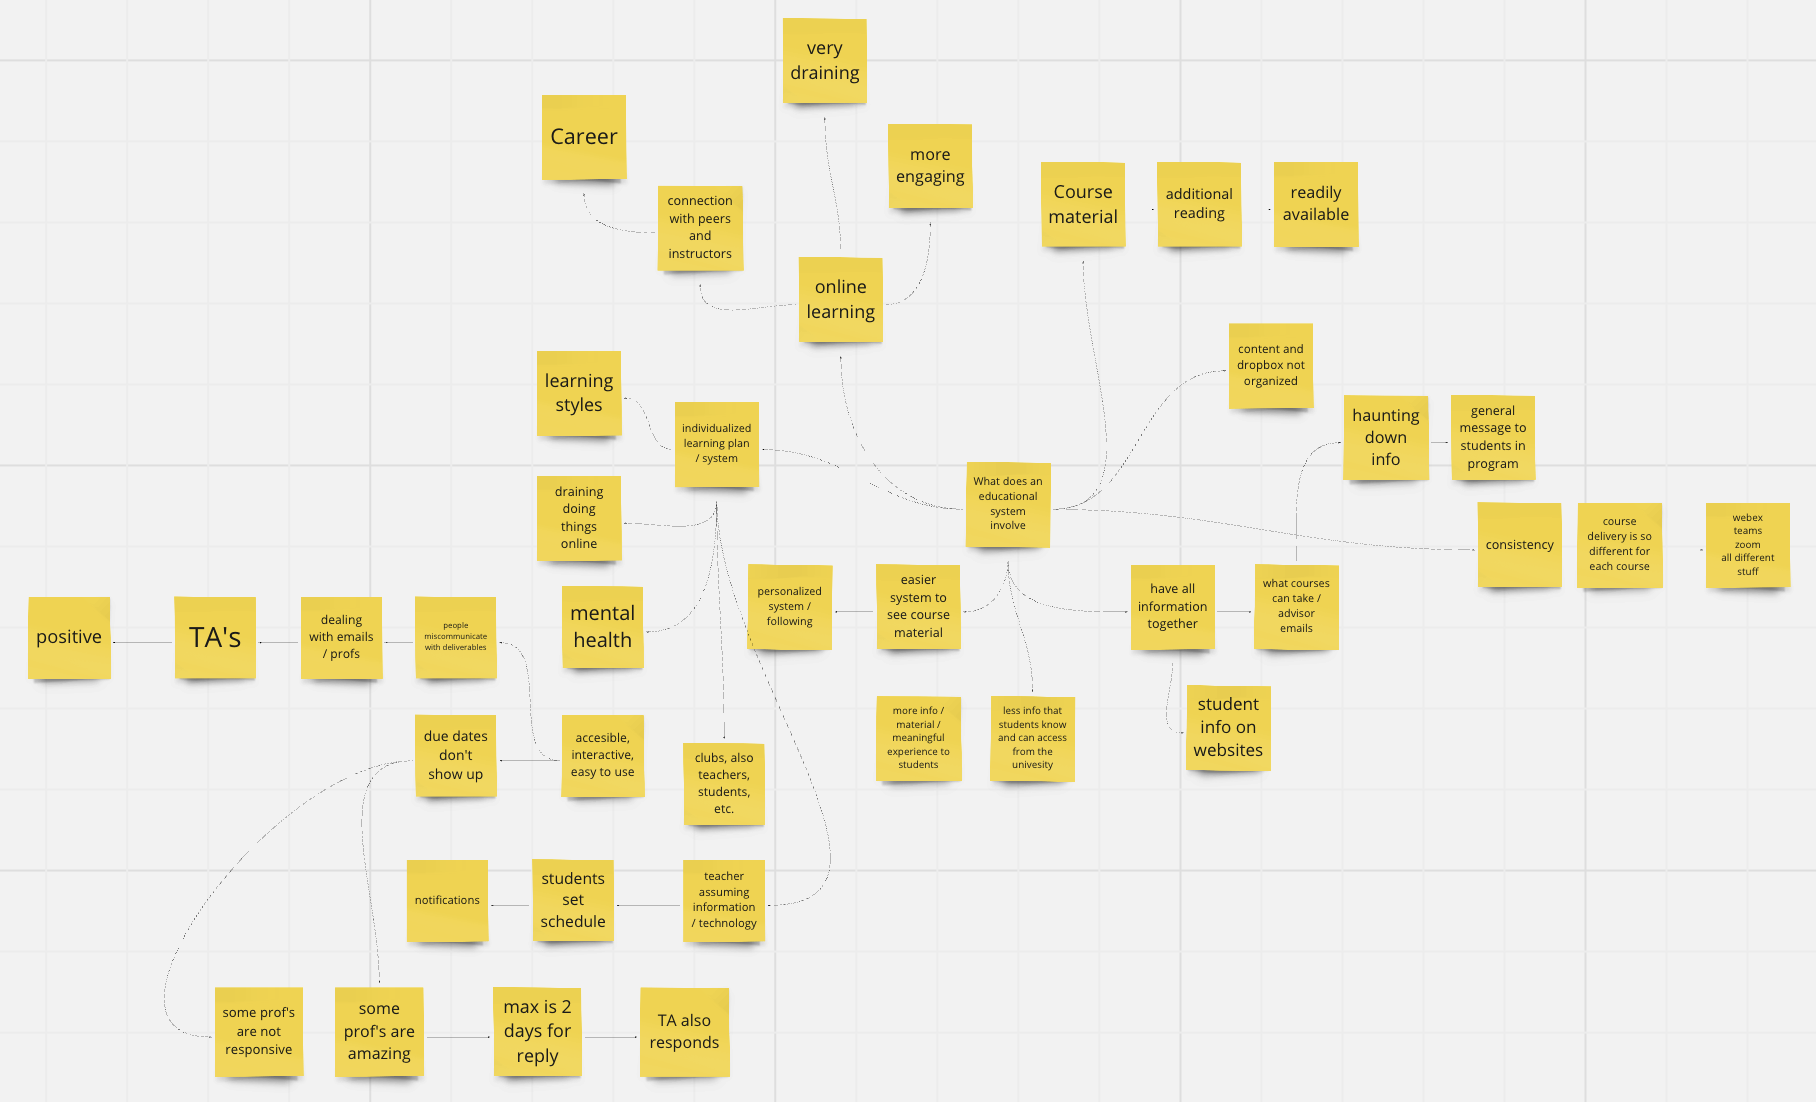 very
draining
Career
more
engaging
connection
with peers
and
instructors
Course
material
additional
reading
readily
available
online
learning
learning
styles
individualized
learning plan
/ system
content and
dropbox not
organized
haunting
down
info
general
message to
students in
program
draining
doing
things
online
What does an
educational
system
involve
consistency
course
delivery is so
different for
each course
webex
teams
zoom
all different
stuff
positive
TA's
dealing
with emails
/ profs
people
miscommunicate
with deliverables
mental
health
personalized
system /
following
easier
system to
see course
material
have all
information
together
what courses
can take /
advisor
emails
due dates
don't
show up
accesible,
interactive,
easy to use
clubs, also
teachers,
students,
etc.
more info /
material /
meaningful
experience to
students
less info that
students know
and can access
from the
univesity
student
info on
websites
notifications
students
set
schedule
teacher
assuming
information
/ technology
some prof's
are not
responsive
some
prof's are
amazing
max is 2
days for
reply
TA also
responds